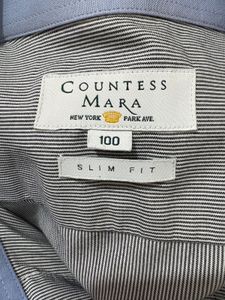 COUNTESS
MARA
NEW YORK PARK AVE.
100
SLIM FIT